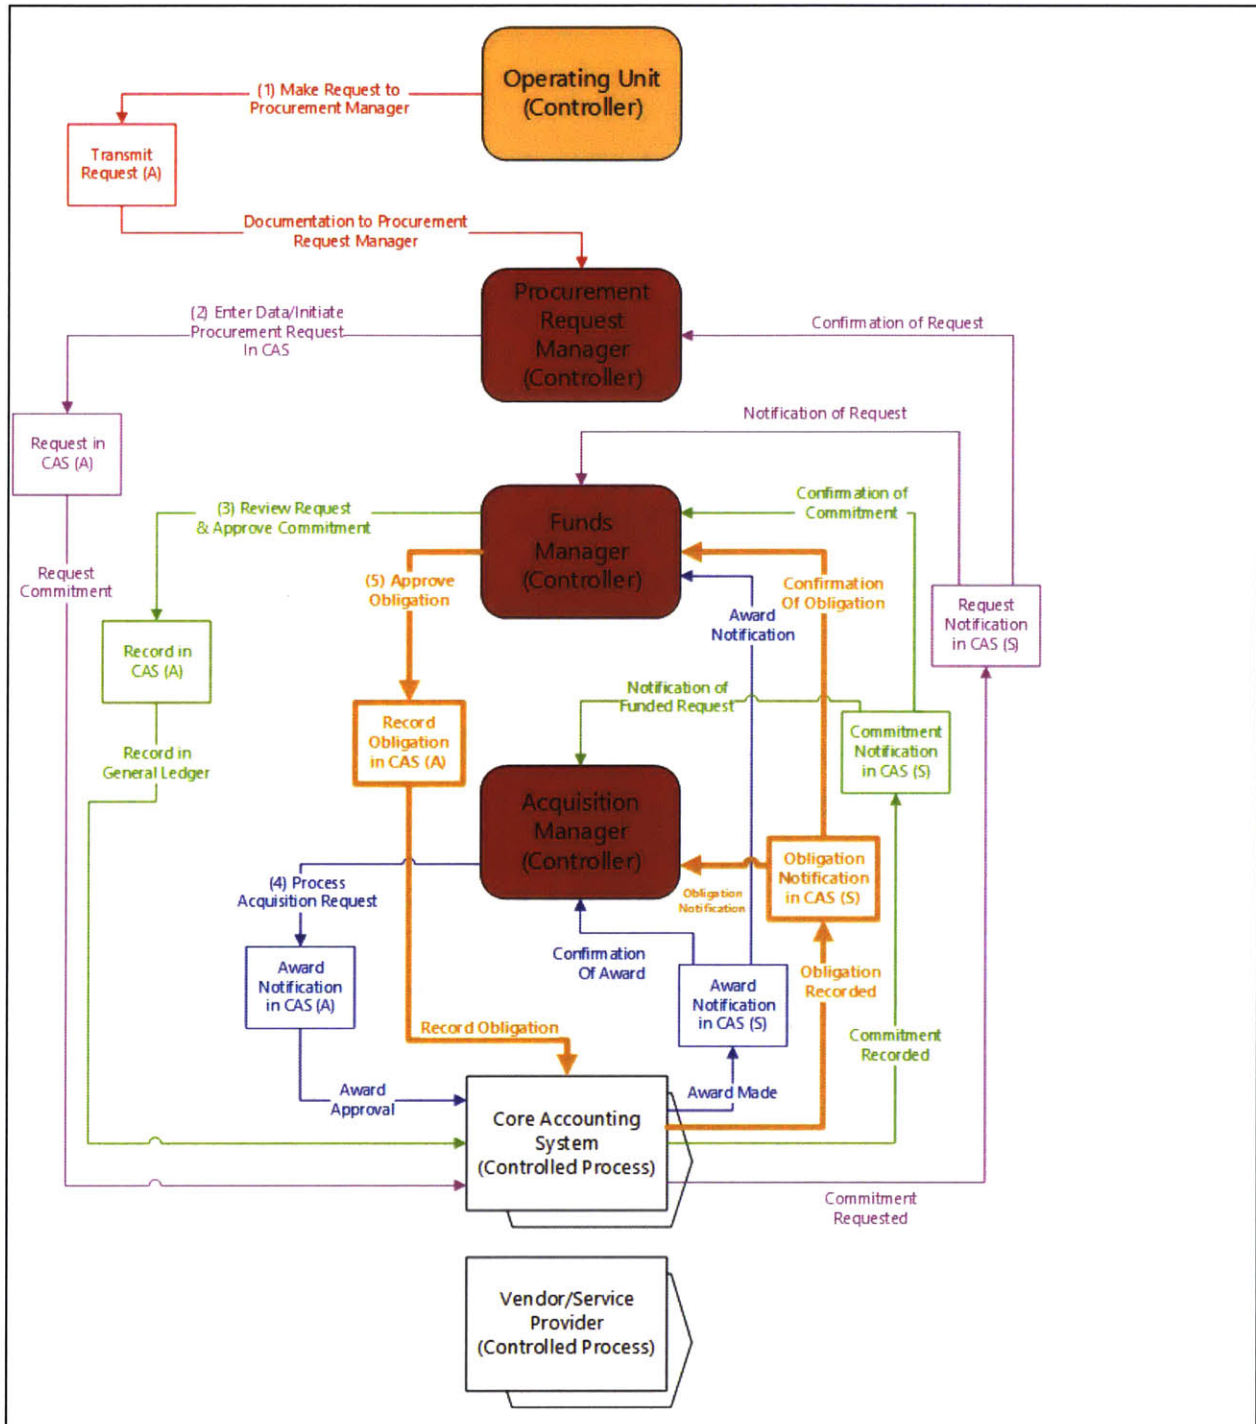 Operating Unit
(Controller)
(1) Make Request to
Procurement Manager
Transmit
Request (A)
Documentation to Procurement
Request Manager
Procurement
Request
Manager
(Controller)
(2) Enter Data/Initiate
Procurement Request
In CAS
Confirmation of Request
Notification of Request
Request in
CAS (A)
(3) Review Request
& Approve Commitment
Funds
Manager
(Controller)
Confirmation of
Commitment
Request
Commitment
(5) Approve
Obligation
Confirmation
Of Obligation
Award
Notification
Request
Notification
in CAS (S)
Record in
CAS (A)
Notification of
Funded Request
Record
Obligation
in CAS (A)
Commitment
Notification
in CAS (S)
Record in
General Ledger
Acquisition
Manager
(Controller)
(4) Process
Acquisition Request
Obligation
Notification
Obligation
Notification
in CAS (S)
Confirmation
Of Award
Award
Notification
in CAS (A)
Award
Notification
in CAS (S)
Obligation
Recorded
Record Obligation
Commitment
Recorded
Award
Approval
Award Made
Core Accounting
System
(Controlled Process)
Commitment
Requested
Vendor/Service
Provider
(Controlled Process)